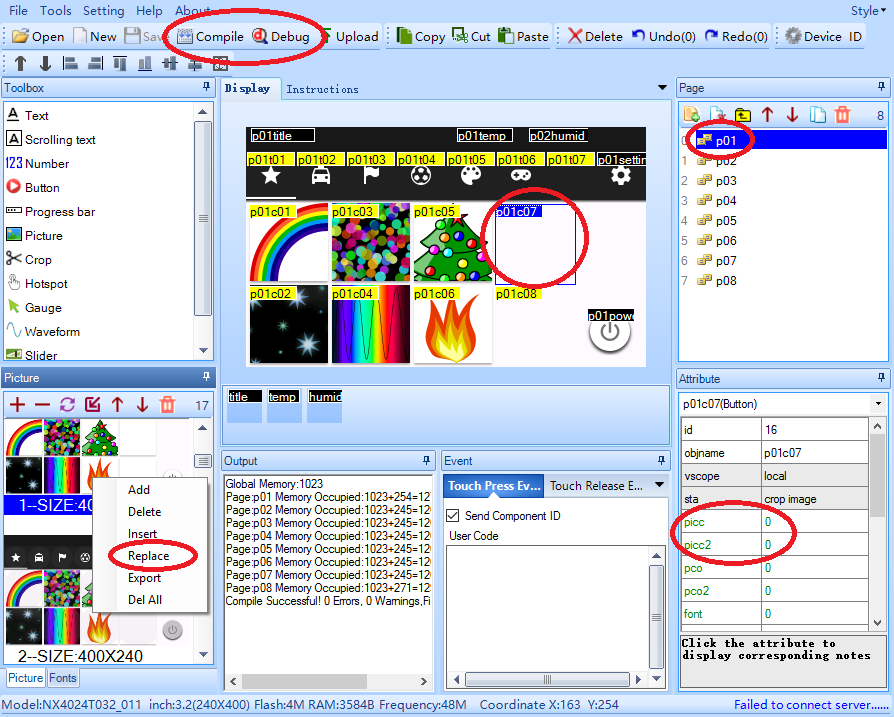 File Tools Setting Help About Style
Open New Save Compile Debug Upload Copy Cut Paste Delete Undo(0) Redo(0) Device ID
Toolbox
Text
Scrolling text
Number
Button
Progress bar
Picture
Crop
Hotspot
Gauge
Waveform
Slider
Display Instructions
p01title p01temp p02humid
p01t01 p01t02 p01t03 p01t04 p01t05 p01t06 p01t07 p01settin
p01c01 p01c03 p01c05 p01c07
p01c02 p01c04 p01c06 p01c08
p01powe
title temp humid
Page
8
0 p01
1 p02
2 p03
3 p04
4 p05
5 p06
6 p07
7 p08
Picture
17
1--SIZE:40
Add
Delete
Insert
Replace
Export
Del All
2--SIZE:400X240
Picture Fonts
Output
Global Memory:1023
Page:p01 Memory Occupied:1023+254=12
Page:p02 Memory Occupied:1023+245=12
Page:p03 Memory Occupied:1023+245=12
Page:p04 Memory Occupied:1023+245=12
Page:p05 Memory Occupied:1023+245=12
Page:p06 Memory Occupied:1023+245=12
Page:p07 Memory Occupied:1023+245=12
Page:p08 Memory Occupied:1023+271=12
Compile Successful! 0 Errors, 0 Warnings,Fi
Event
Touch Press Ev... Touch Release E...
Send Component ID
User Code
Attribute
p01c07(Button)
id 16
objname p01c07
vscope local
sta crop image
picc 0
picc2 0
pco 0
pco2 0
font 0
Click the attribute to
display corresponding notes
Model:NX4024T032_011 inch:3.2(240X400) Flash:4M RAM:3584B Frequency:48M Coordinate X:163 Y:254 Failed to connect server......